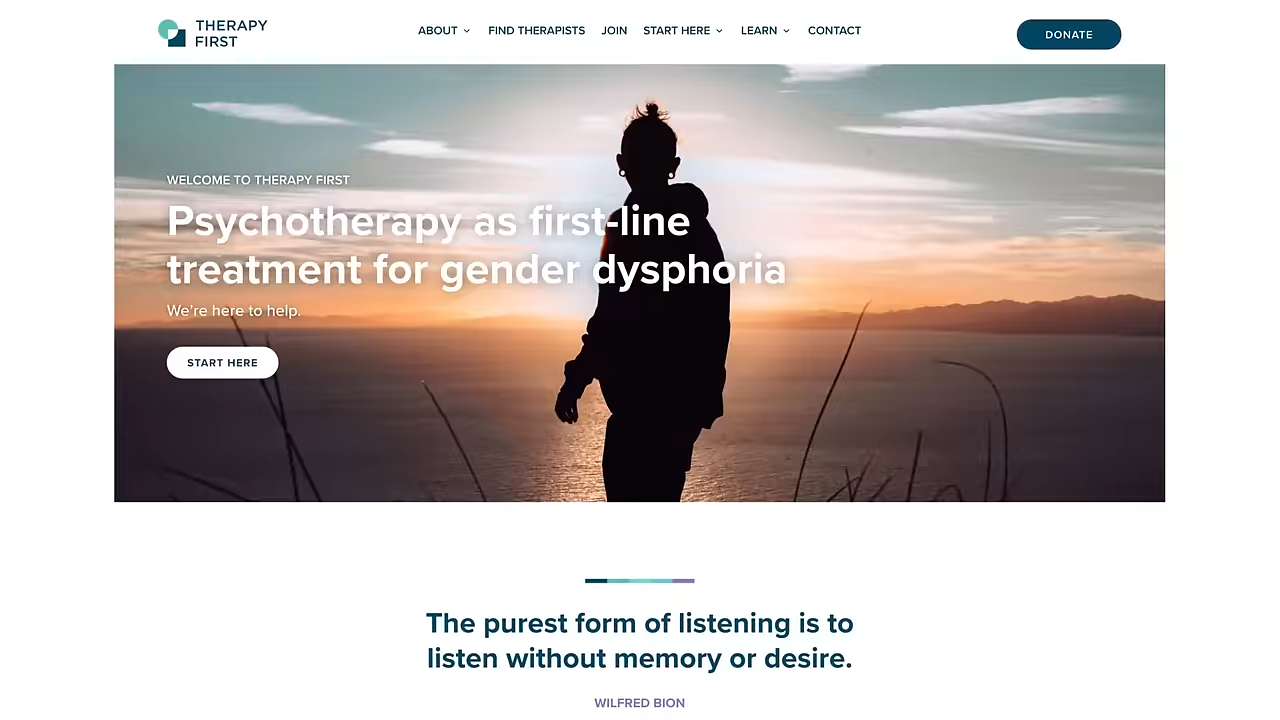 THERAPY
FIRST
ABOUT
FIND THERAPISTS
JOIN
START HERE
LEARN
CONTACT
DONATE
WELCOME TO THERAPY FIRST
Psychotherapy as first-line
treatment for gender dysphoria
We're here to help.
START HERE
The purest form of listening is to
listen without memory or desire.
WILFRED BION